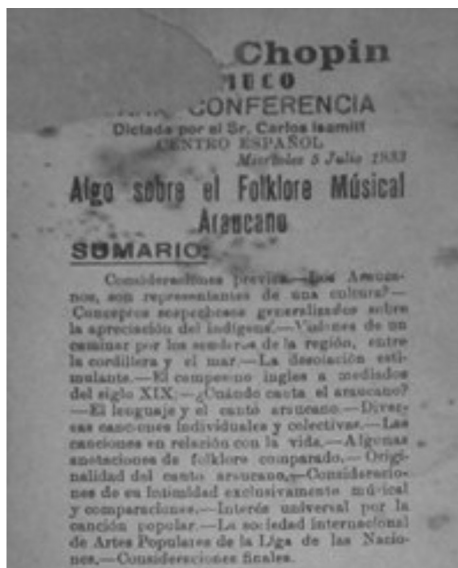 Chopin
MUCO
CONFERENCIA
Dictada por el Sr. Carlos Isamitt
CENTRO ESPAÑOL
Miercoles 5 Julio 1933
Algo sobre el Folklore Músical
Araucano
SUMARIO:
Consideraciones previas.—Los Arauca-
nos, son representantes de una cultura?—
Conceptos sospechosos generalizados sobre
la apreciación del indígena.—Visiones de un
caminar por los senderos de la región, entre
la cordillera y el mar.—La desolación esti-
mulante.—El campesino ingles a mediados
del siglo XIX.—¿Cuándo canta el araucano?
—El lenguaje y el cantó araucano.—Diver-
sas canciones individuales y colectivas.—Las
canciones en relación con la vida.—Algunas
anotaciones de folklore comparado.—Origi-
nalidad del canto araucano.—Consideracio-
nes de su intimidad exclusivamente músical
y comparaciones.—Interés universal por la
canción popular.—La sociedad internacional
de Artes Populares de la Liga de las Nacio-
nes.—Consideraciones finales.